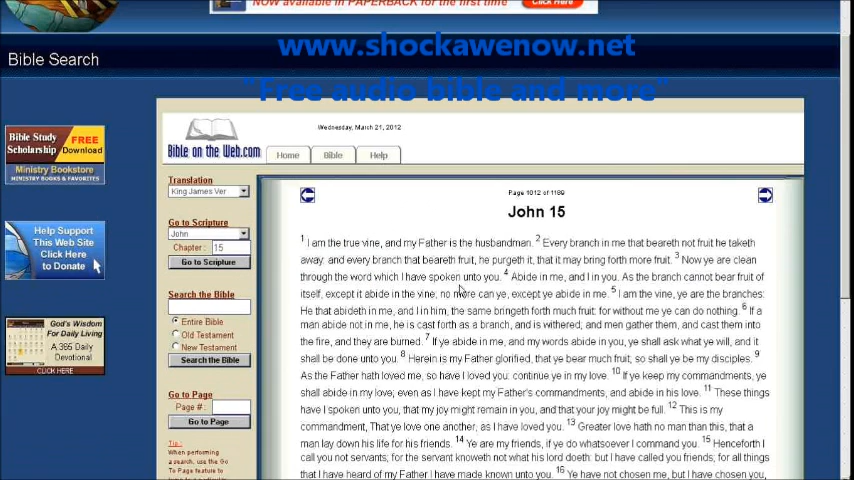 NOW available in PAPERBACK for the first time
Click Here
www.shockawenow.net
Bible Search
"Free audio bible and more"
Wednesday, March 21, 2012
Bible on the Web.com
Home
Bible
Help
Bible Study
Scholarship
FREE
Download
Ministry Bookstore
MINISTRY BOOKS & FAVORITES
Help Support
This Web Site
Click Here
to Donate
God's Wisdom
For Daily Living
A 365 Daily
Devotional
CLICK HERE
Translation
King James Ver
Go to Scripture
John
Chapter: 15
Go to Scripture
Search the Bible
Entire Bible
Old Testament
New Testament
Search the Bible
Go to Page
Page #:
Go to Page
Tip:
When performing
a search, use the Go
To Page feature to
Page 1012 of 1189
John 15
1 I am the true vine, and my Father is the husbandman. 2 Every branch in me that beareth not fruit he taketh
away: and every branch that beareth fruit, he purgeth it, that it may bring forth more fruit. 3 Now ye are clean
through the word which I have spoken unto you. 4 Abide in me, and I in you. As the branch cannot bear fruit of
itself, except it abide in the vine; no more can ye, except ye abide in me. 5 I am the vine, ye are the branches:
He that abideth in me, and I in him, the same bringeth forth much fruit: for without me ye can do nothing. 6 If a
man abide not in me, he is cast forth as a branch, and is withered; and men gather them, and cast them into
the fire, and they are burned. 7 If ye abide in me, and my words abide in you, ye shall ask what ye will, and it
shall be done unto you. 8 Herein is my Father glorified, that ye bear much fruit; so shall ye be my disciples. 9
As the Father hath loved me, so have I loved you: continue ye in my love. 10 If ye keep my commandments, ye
shall abide in my love; even as I have kept my Father's commandments, and abide in his love. 11 These things
have I spoken unto you, that my joy might remain in you, and that your joy might be full. 12 This is my
commandment, That ye love one another, as I have loved you. 13 Greater love hath no man than this, that a
man lay down his life for his friends. 14 Ye are my friends, if ye do whatsoever I command you. 15 Henceforth I
call you not servants; for the servant knoweth not what his lord doeth: but I have called you friends; for all things
that I have heard of my Father I have made known unto you. 16 Ye have not chosen me, but I have chosen you,